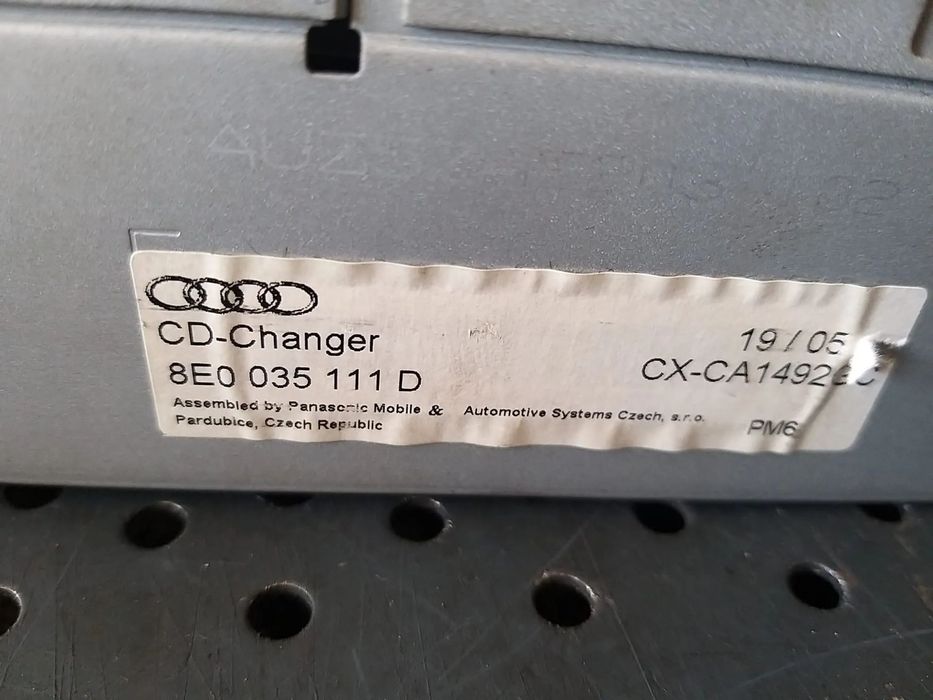 CD-Changer
8E0 035 111 D
19 / 05
Assembled by Panasonic Mobile & Automotive Systems Czech, s.r.o.
Pardubice, Czech Republic
PM6